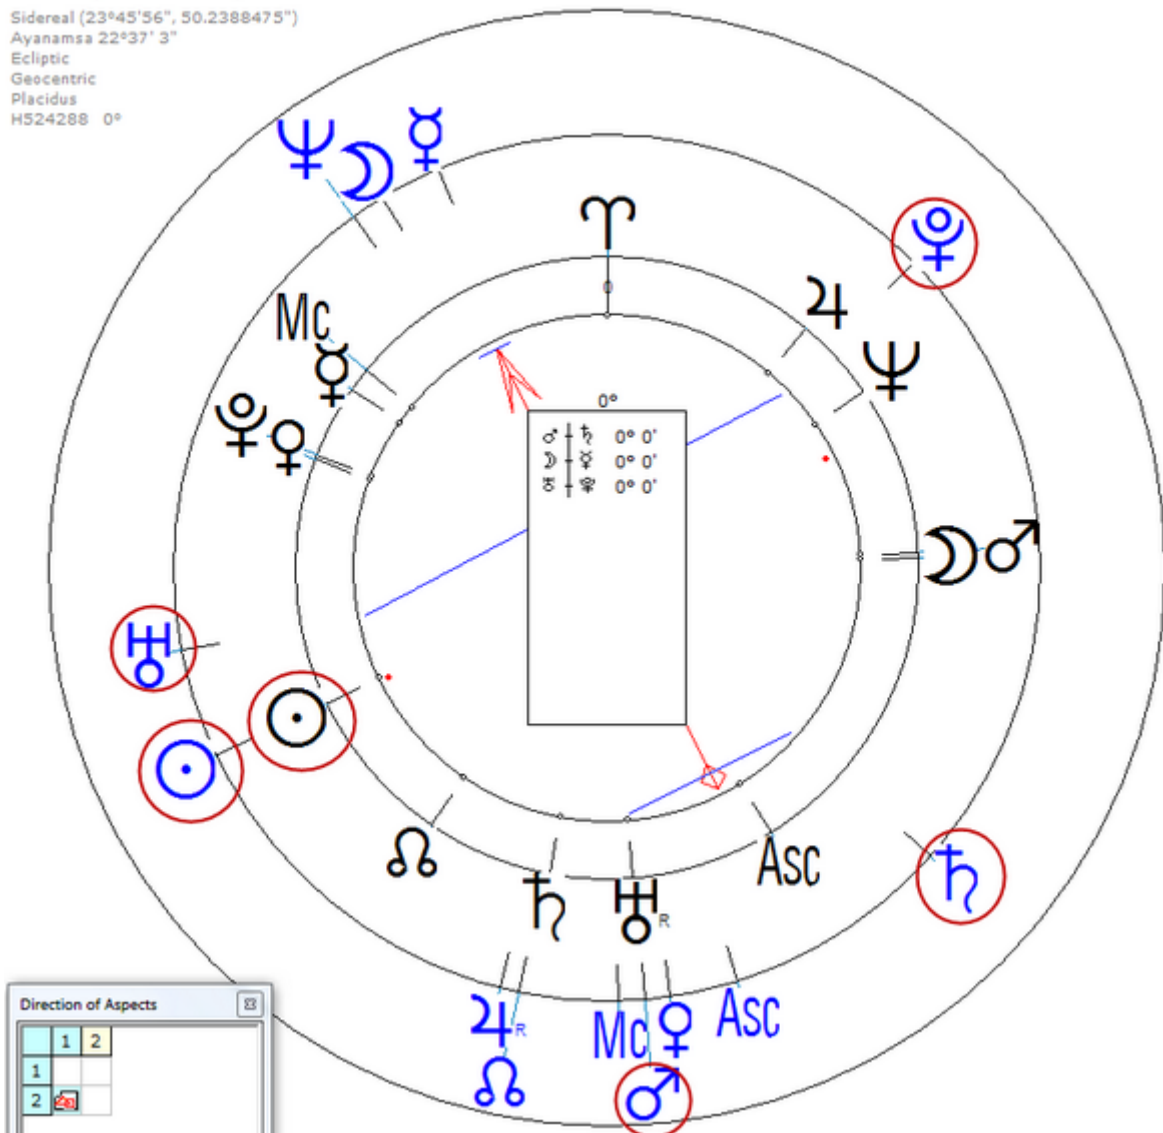 Sidereal (23°45'56", 50.2388475")
Ayanamsa 22°37' 3"
Ecliptic
Geocentric
Placidus
H524288 0°
♆ ☽ ☿
♈
♇
0
Mc
♃
☿
♆
♇ ♀
0°
♂ ♄ 0° 0'
☽ ☿ 0° 0'
♅ ♇ 0° 0'
☽ ♂
♅
☉
☉
☊
♄
♅ R
Asc
♄
♃ R
☊
Mc
♀
Asc
♂
Direction of Aspects
1 2
1
2